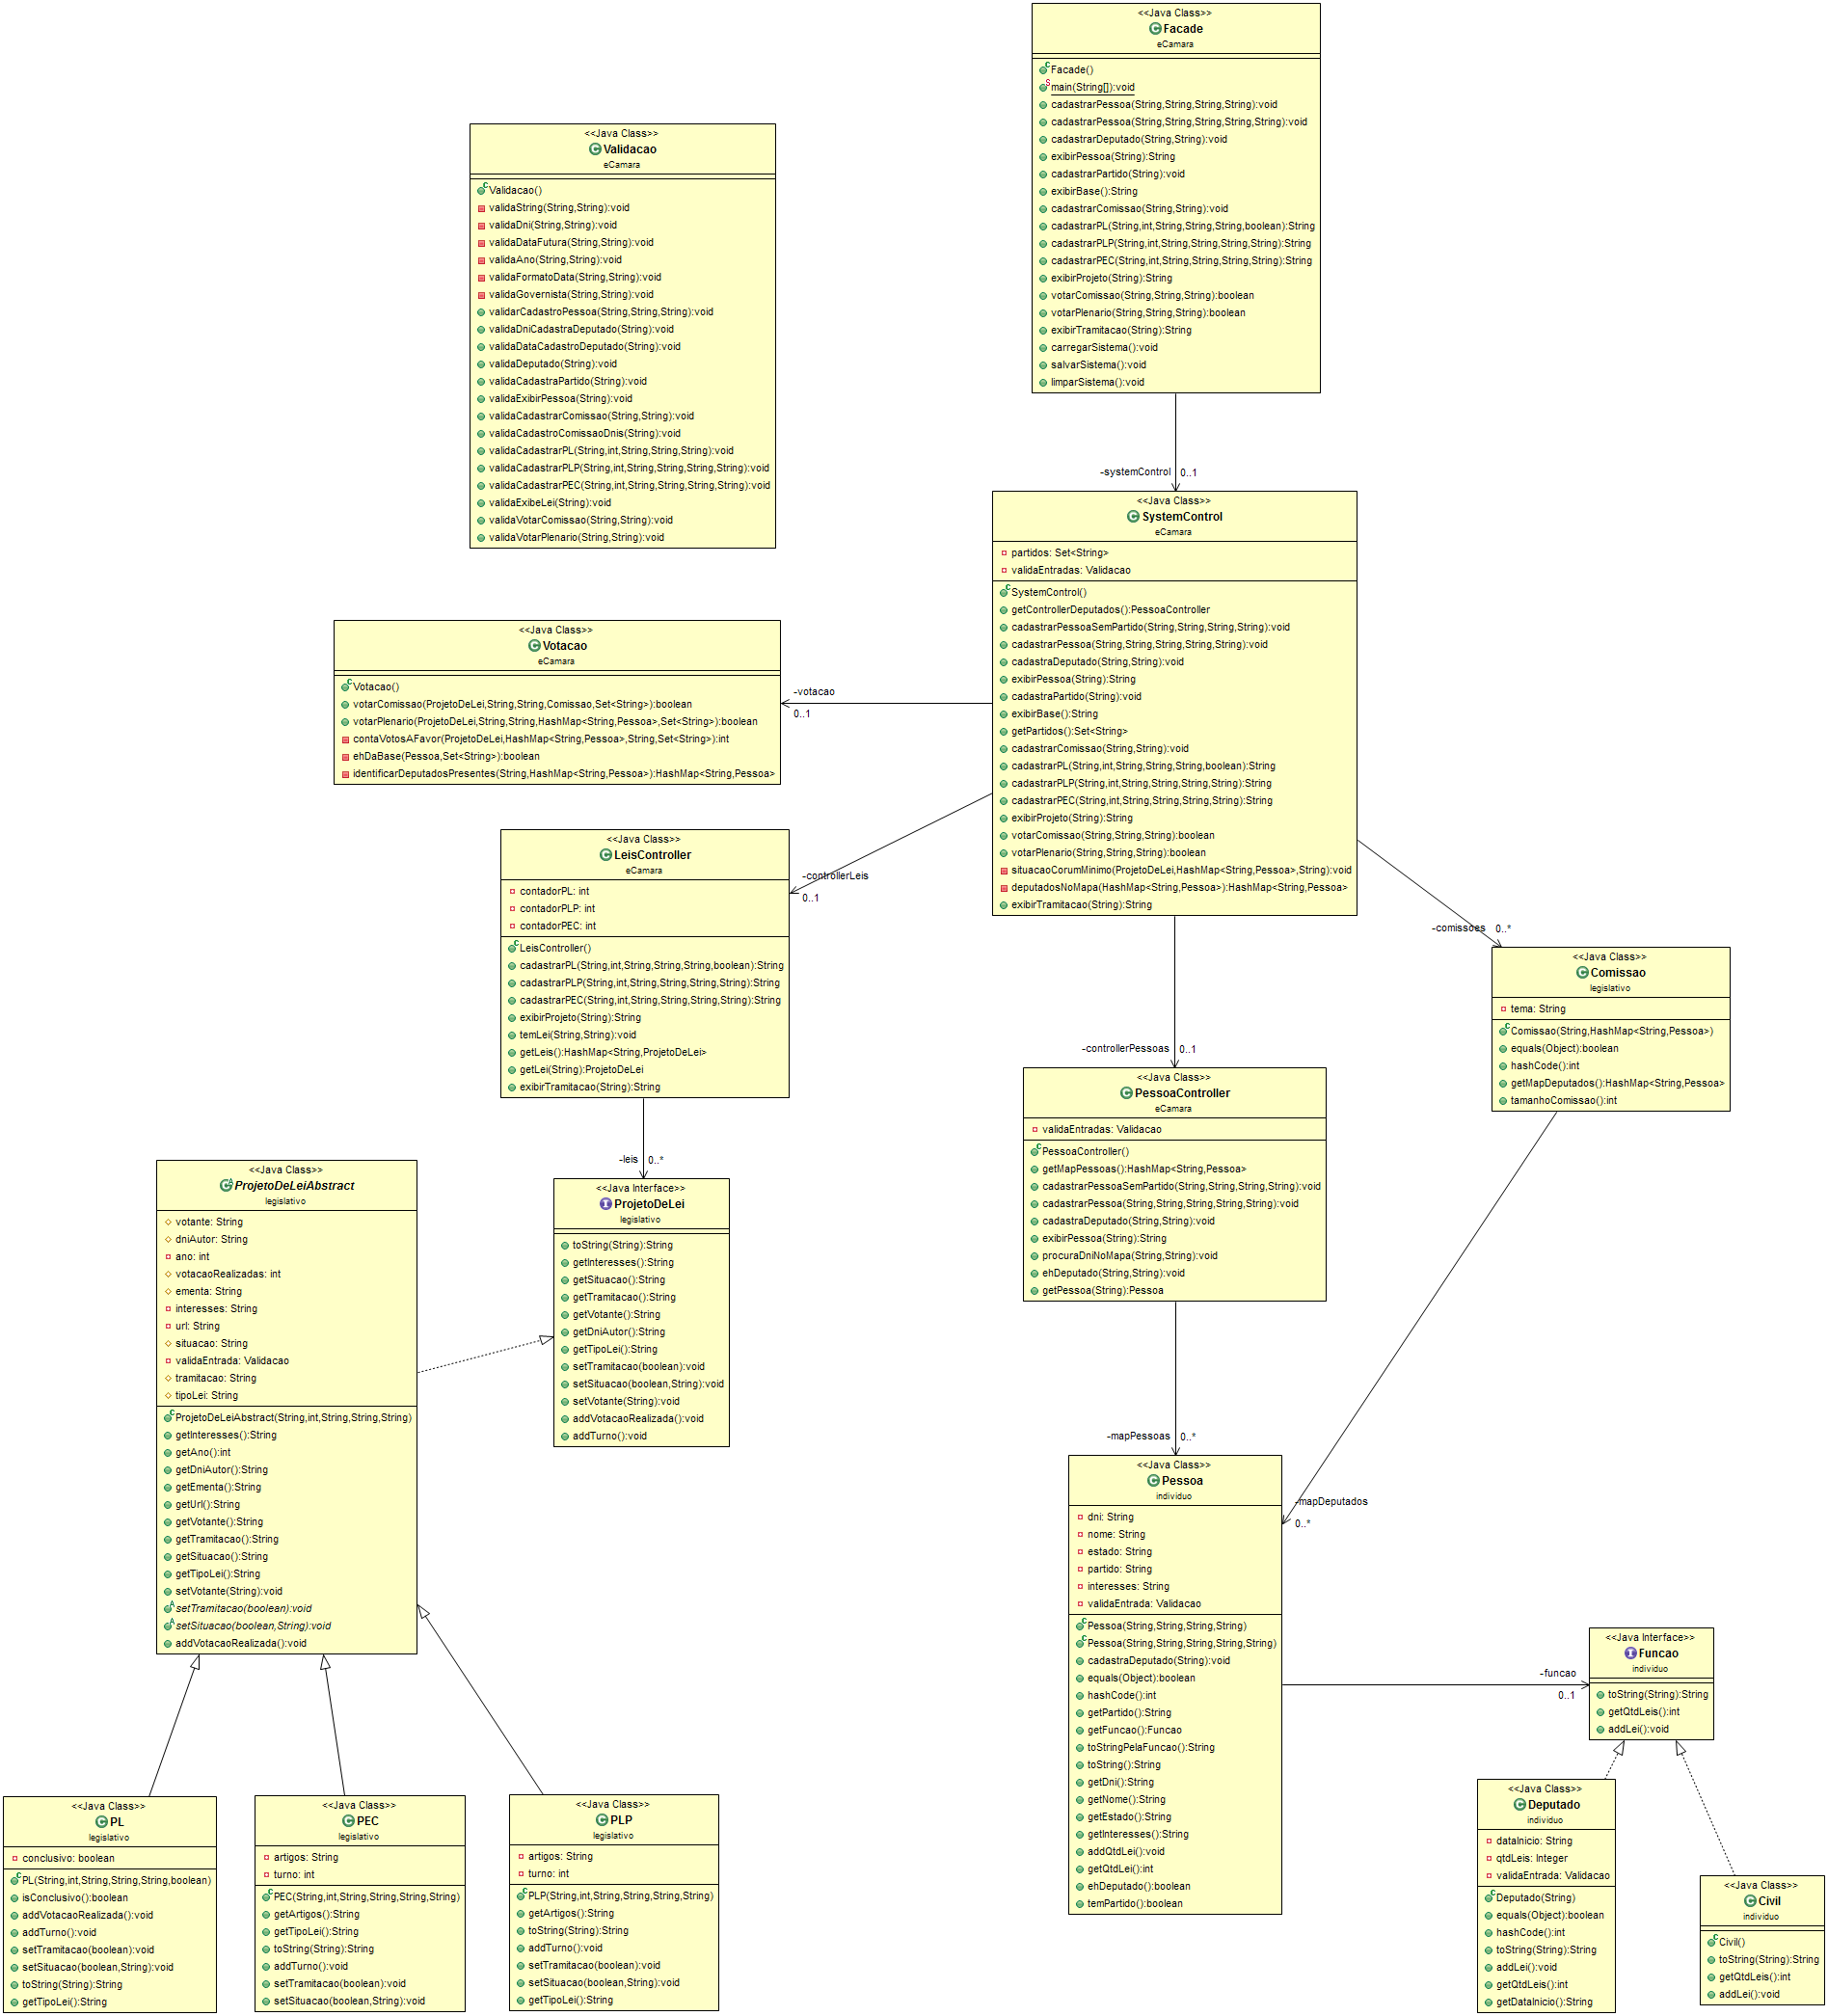 <<Java Class>>
Facade
eCamara
Facade()
main(String[]):void
cadastrarPessoa(String,String,String,String):void
cadastrarPessoa(String,String,String,String,String):void
cadastrarDeputado(String,String):void
exibirPessoa(String):String
cadastrarPartido(String):void
exibirBase():String
cadastrarComissao(String,String):void
cadastrarPL(String,int,String,String,String,boolean):String
cadastrarPLP(String,int,String,String,String,String):String
cadastrarPEC(String,int,String,String,String,String):String
exibirProjeto(String):String
votarComissao(String,String,String):boolean
votarPlenario(String,String,String):boolean
exibirTramitacao(String):String
carregarSistema():void
salvarSistema():void
limparSistema():void
<<Java Class>>
Validacao
eCamara
Validacao()
validaString(String,String):void
validaDni(String,String):void
validaDataFutura(String,String):void
validaAno(String,String):void
validaFormatoData(String,String):void
validaGovernista(String,String):void
validarCadastroPessoa(String,String,String):void
validaDniCadastraDeputado(String):void
validaDataCadastroDeputado(String):void
validaDeputado(String):void
validaCadastraPartido(String):void
validaExibirPessoa(String):void
validaCadastrarComissao(String,String):void
validaCadastroComissaoDnis(String):void
validaCadastrarPL(String,int,String,String,String):void
validaCadastrarPLP(String,int,String,String,String,String):void
validaCadastrarPEC(String,int,String,String,String,String):void
validaExibeLei(String):void
validaVotarComissao(String,String):void
validaVotarPlenario(String,String):void
-systemControl 0..1
<<Java Class>>
SystemControl
eCamara
partidos: Set<String>
validaEntradas: Validacao
SystemControl()
getControllerDeputados():PessoaController
cadastrarPessoaSemPartido(String,String,String,String):void
cadastrarPessoa(String,String,String,String,String):void
cadastraDeputado(String,String):void
exibirPessoa(String):String
cadastraPartido(String):void
exibirBase():String
getPartidos():Set<String>
cadastrarComissao(String,String):void
cadastrarPL(String,int,String,String,String,boolean):String
cadastrarPLP(String,int,String,String,String,String):String
cadastrarPEC(String,int,String,String,String,String):String
exibirProjeto(String):String
votarComissao(String,String,String):boolean
votarPlenario(String,String,String):boolean
situacaoCorumMinimo(ProjetoDeLei,HashMap<String,Pessoa>,String):void
deputadosNoMapa(HashMap<String,Pessoa>):HashMap<String,Pessoa>
exibirTramitacao(String):String
<<Java Class>>
Votacao
eCamara
Votacao()
votarComissao(ProjetoDeLei,String,String,Comissao,Set<String>):boolean
votarPlenario(ProjetoDeLei,String,String,HashMap<String,Pessoa>,Set<String>):boolean
contaVotosAFavor(ProjetoDeLei,HashMap<String,Pessoa>,String,Set<String>):int
ehDaBase(Pessoa,Set<String>):boolean
identificarDeputadosPresentes(String,HashMap<String,Pessoa>):HashMap<String,Pessoa>
-votacao
0..1
<<Java Class>>
LeisController
eCamara
contadorPL: int
contadorPLP: int
contadorPEC: int
LeisController()
cadastrarPL(String,int,String,String,String,boolean):String
cadastrarPLP(String,int,String,String,String,String):String
cadastrarPEC(String,int,String,String,String,String):String
exibirProjeto(String):String
temLei(String,String):void
getLeis():HashMap<String,ProjetoDeLei>
getLei(String):ProjetoDeLei
exibirTramitacao(String):String
-controllerLeis
0..1
-comissoes 0..*
<<Java Class>>
Comissao
legislativo
tema: String
Comissao(String,HashMap<String,Pessoa>)
equals(Object):boolean
hashCode():int
getMapDeputados():HashMap<String,Pessoa>
tamanhoComissao():int
-controllerPessoas 0..1
<<Java Class>>
PessoaController
eCamara
validaEntradas: Validacao
PessoaController()
getMapPessoas():HashMap<String,Pessoa>
cadastrarPessoaSemPartido(String,String,String,String):void
cadastrarPessoa(String,String,String,String,String):void
cadastraDeputado(String,String):void
exibirPessoa(String):String
procuraDniNoMapa(String,String):void
ehDeputado(String,String):void
getPessoa(String):Pessoa
-leis 0..*
<<Java Interface>>
ProjetoDeLei
legislativo
toString(String):String
getInteresses():String
getSituacao():String
getTramitacao():String
getVotante():String
getDniAutor():String
getTipoLei():String
setTramitacao(boolean):void
setSituacao(boolean,String):void
setVotante(String):void
addVotacaoRealizada():void
addTurno():void
<<Java Class>>
ProjetoDeLeiAbstract
legislativo
votante: String
dniAutor: String
ano: int
votacaoRealizadas: int
ementa: String
interesses: String
url: String
situacao: String
validaEntrada: Validacao
tramitacao: String
tipoLei: String
ProjetoDeLeiAbstract(String,int,String,String,String)
getInteresses():String
getAno():int
getDniAutor():String
getEmenta():String
getUrl():String
getVotante():String
getTramitacao():String
getSituacao():String
getTipoLei():String
setVotante(String):void
setTramitacao(boolean):void
setSituacao(boolean,String):void
addVotacaoRealizada():void
-mapPessoas 0..*
-mapDeputados
0..*
<<Java Class>>
Pessoa
individuo
dni: String
nome: String
estado: String
partido: String
interesses: String
validaEntrada: Validacao
Pessoa(String,String,String,String)
Pessoa(String,String,String,String,String)
cadastraDeputado(String):void
equals(Object):boolean
hashCode():int
getPartido():String
getFuncao():Funcao
toStringPelaFuncao():String
toString():String
getDni():String
getNome():String
getEstado():String
getInteresses():String
addQtdLei():void
getQtdLei():int
ehDeputado():boolean
temPartido():boolean
-funcao
0..1
<<Java Interface>>
Funcao
individuo
toString(String):String
getQtdLeis():int
addLei():void
<<Java Class>>
PL
legislativo
conclusivo: boolean
PL(String,int,String,String,String,boolean)
isConclusivo():boolean
addVotacaoRealizada():void
addTurno():void
setTramitacao(boolean):void
setSituacao(boolean,String):void
toString(String):String
getTipoLei():String
<<Java Class>>
PEC
legislativo
artigos: String
turno: int
PEC(String,int,String,String,String,String)
getArtigos():String
getTipoLei():String
toString(String):String
addTurno():void
setTramitacao(boolean):void
setSituacao(boolean,String):void
<<Java Class>>
PLP
legislativo
artigos: String
turno: int
PLP(String,int,String,String,String,String)
getArtigos():String
toString(String):String
addTurno():void
setTramitacao(boolean):void
setSituacao(boolean,String):void
getTipoLei():String
<<Java Class>>
Deputado
individuo
dataInicio: String
qtdLeis: Integer
validaEntrada: Validacao
Deputado(String)
equals(Object):boolean
hashCode():int
toString(String):String
addLei():void
getQtdLeis():int
getDataInicio():String
<<Java Class>>
Civil
individuo
Civil()
toString(String):String
getQtdLeis():int
addLei():void